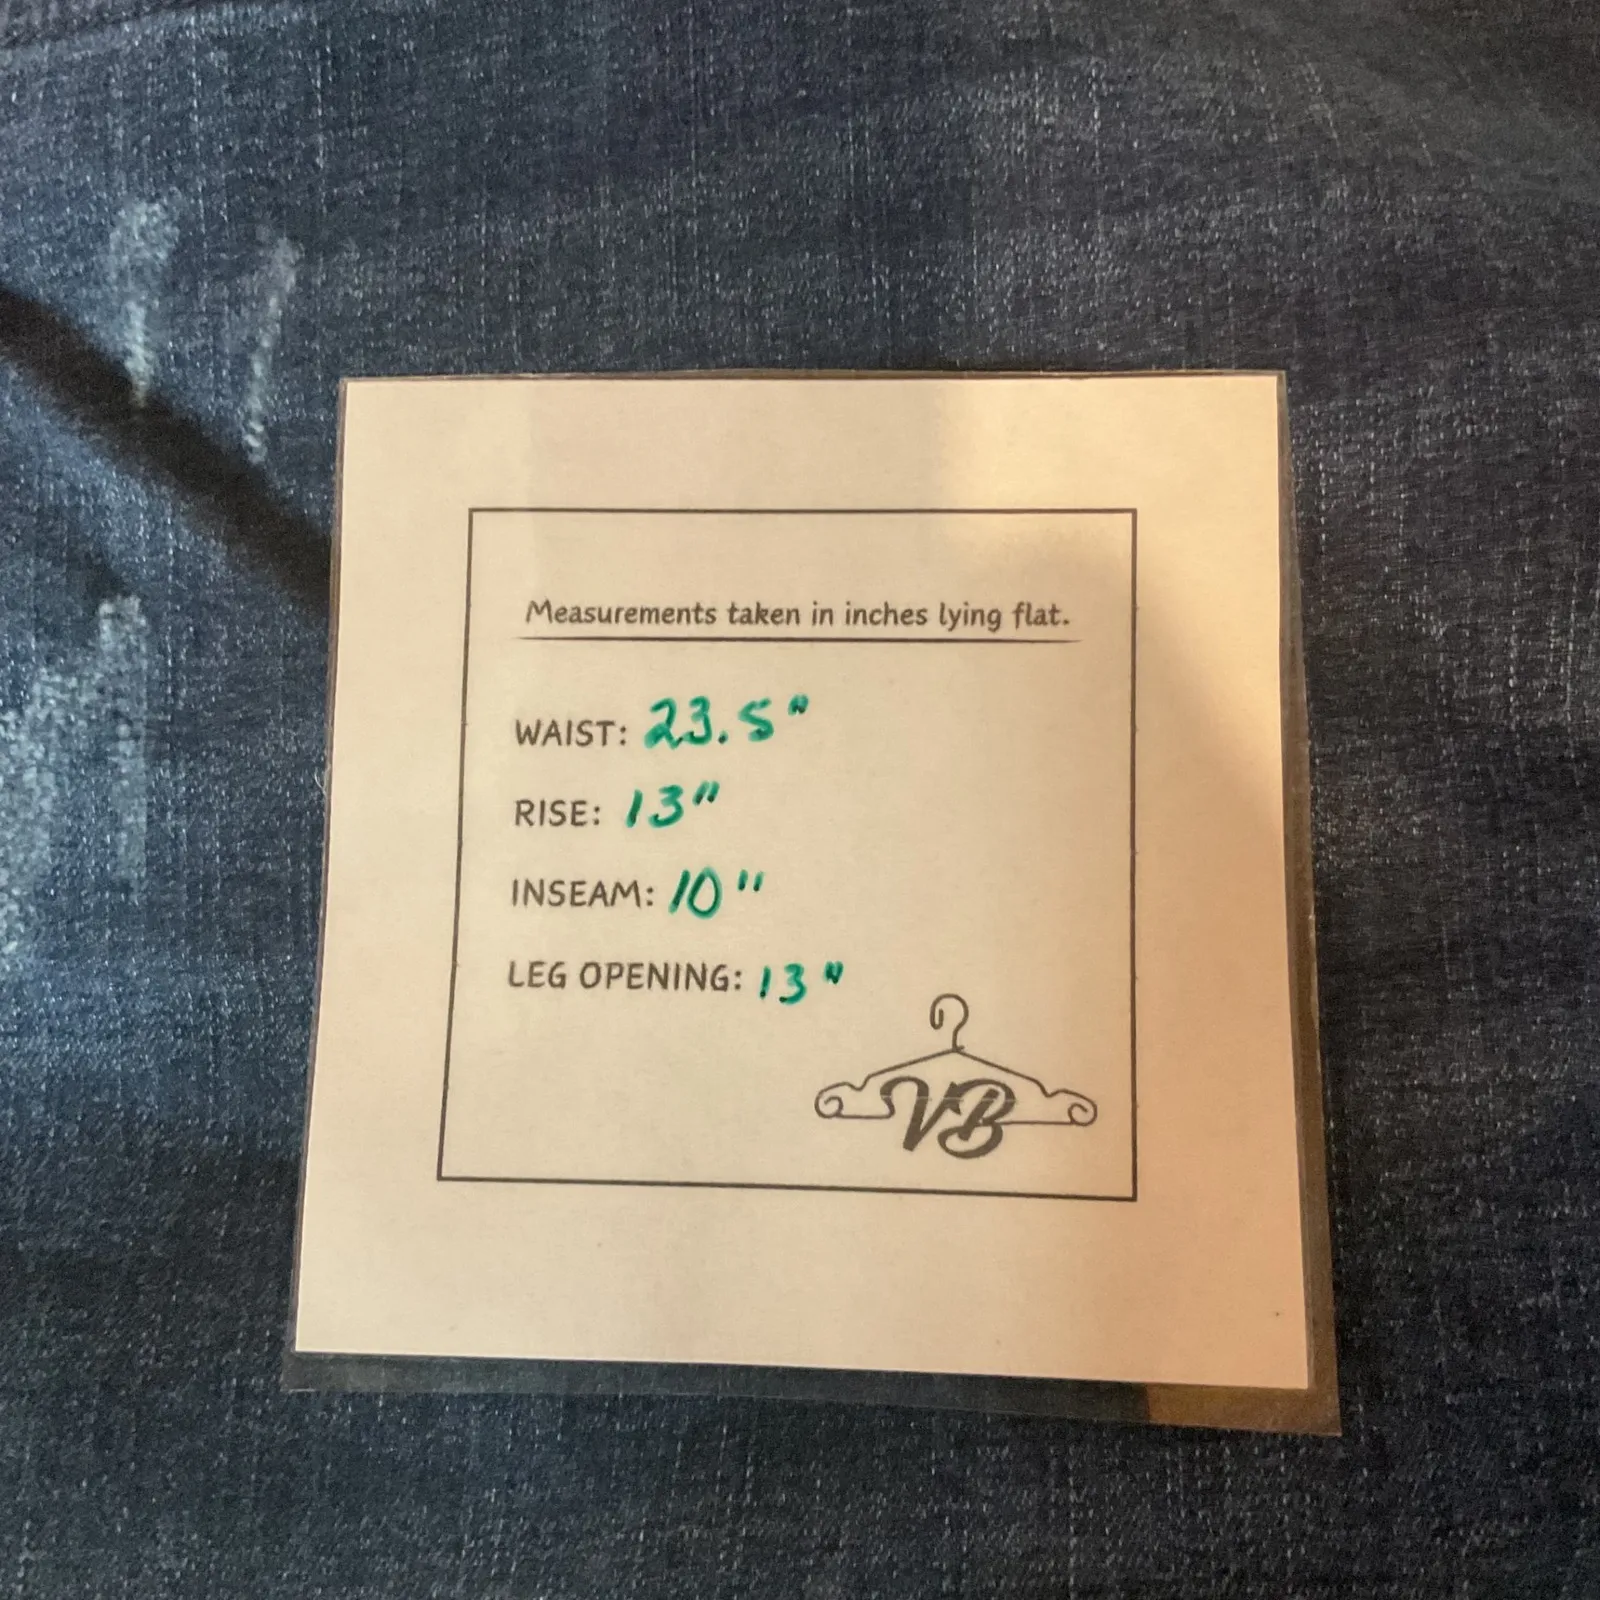 Measurements taken in inches lying flat.
WAIST: 23.5"
RISE: 13"
INSEAM: 10"
LEG OPENING: 13"
VB